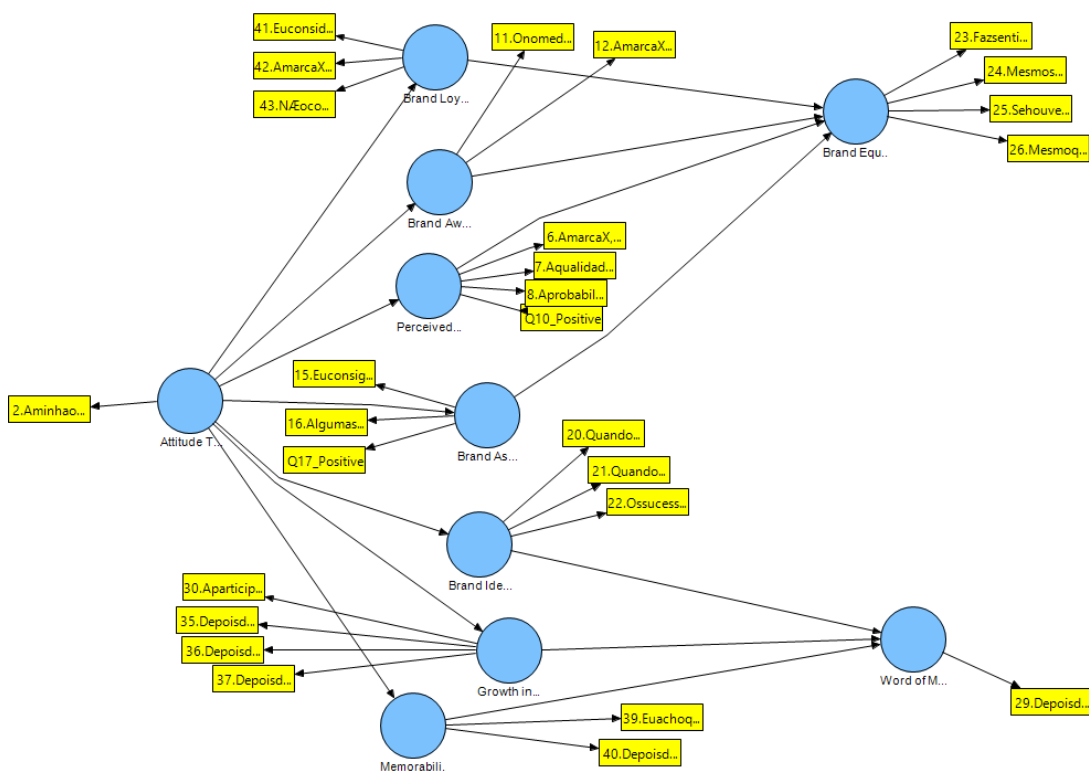 41.Euconsid...
42.AmarcaX...
43.NÆoco...
Brand Loy...
11.Onomed...
12.AmarcaX...
23.Fazsenti...
24.Mesmos...
25.Sehouve...
26.Mesmoq...
Brand Equ..
Brand Aw...
6.AmarcaX,...
7.Aqualidad...
8.Aprobabil...
Q10_Positive
Perceived...
2.Aminhao...
Attitude T...
15.Euconsig...
16.Algumas...
Q17_Positive
Brand As...
20.Quando...
21.Quando...
22.Ossucess...
Brand Ide...
30.Aparticip...
35.Depoisd...
36.Depoisd...
37.Depoisd...
Growth in...
Word of M...
29.Depoisd...
39.Euachoq...
40.Depoisd...
Memorabili.